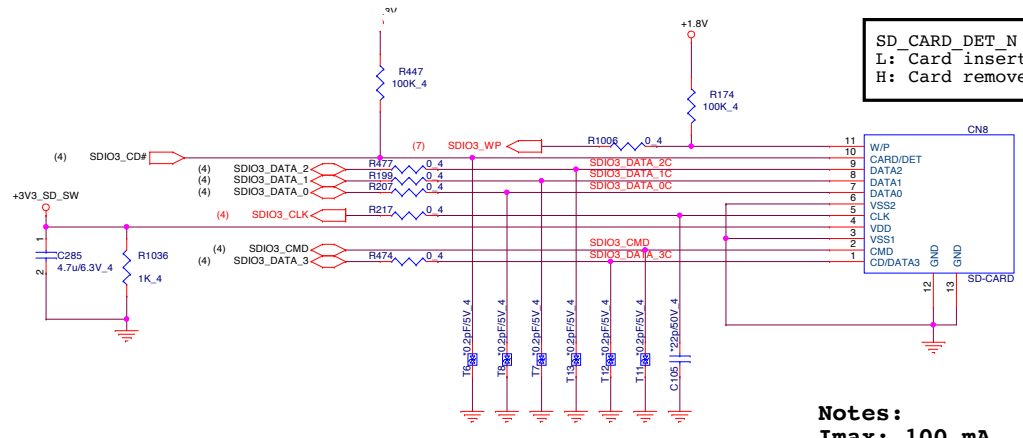 +1.8V
SD_CARD_DET_N
L: Card insert
H: Card remove
R447
100K_4
R174
100K_4
CN8
(4) SDIO3_CD#
(7) SDIO3_WP
R1006 0_4
11 W/P
10 CARD/DET
(4) SDIO3_DATA_2 R477 0_4 SDIO3_DATA_2C 9 DATA2
(4) SDIO3_DATA_1 R199 0_4 SDIO3_DATA_1C 8 DATA1
(4) SDIO3_DATA_0 R207 0_4 SDIO3_DATA_0C 7 DATA0
+3V3_SD_SW
6 VSS2
(4) SDIO3_CLK R217 0_4 5 CLK
4 VDD
3 VSS1
(4) SDIO3_CMD SDIO3_CMD 2 CMD
(4) SDIO3_DATA_3 R474 0_4 SDIO3_DATA_3C 1 CD/DATA3
1
C285
4.7u/6.3V_4
2
R1036
1K_4
GND GND
SD-CARD
12 13
T6 *0.2pF/5V_4
T8 *0.2pF/5V_4
T7 *0.2pF/5V_4
T13 *0.2pF/5V_4
T12 *0.2pF/5V_4
T11 *0.2pF/5V_4
C105 *22p/50V_4
Notes:
Imax: 100 mA